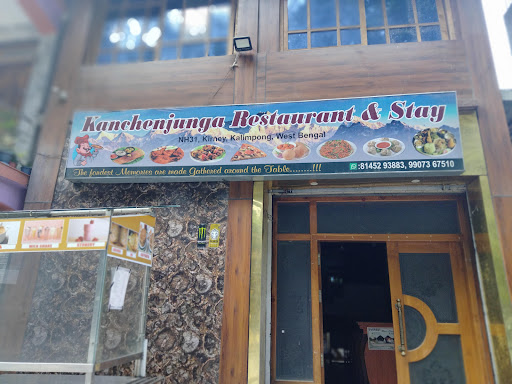 Kanchenjunga Restaurant & Stay
NH31, Kirney, Kalimpong, West Bengal
The fondest Memories are made Gathered around the Table........!!!
81452 93883, 99073 67510